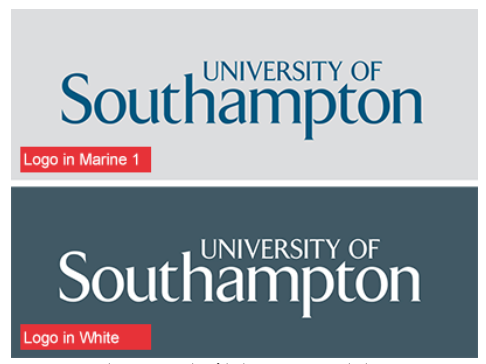 UNIVERSITY OF
Southampton
Logo in Marine 1
UNIVERSITY OF
Southampton
Logo in White